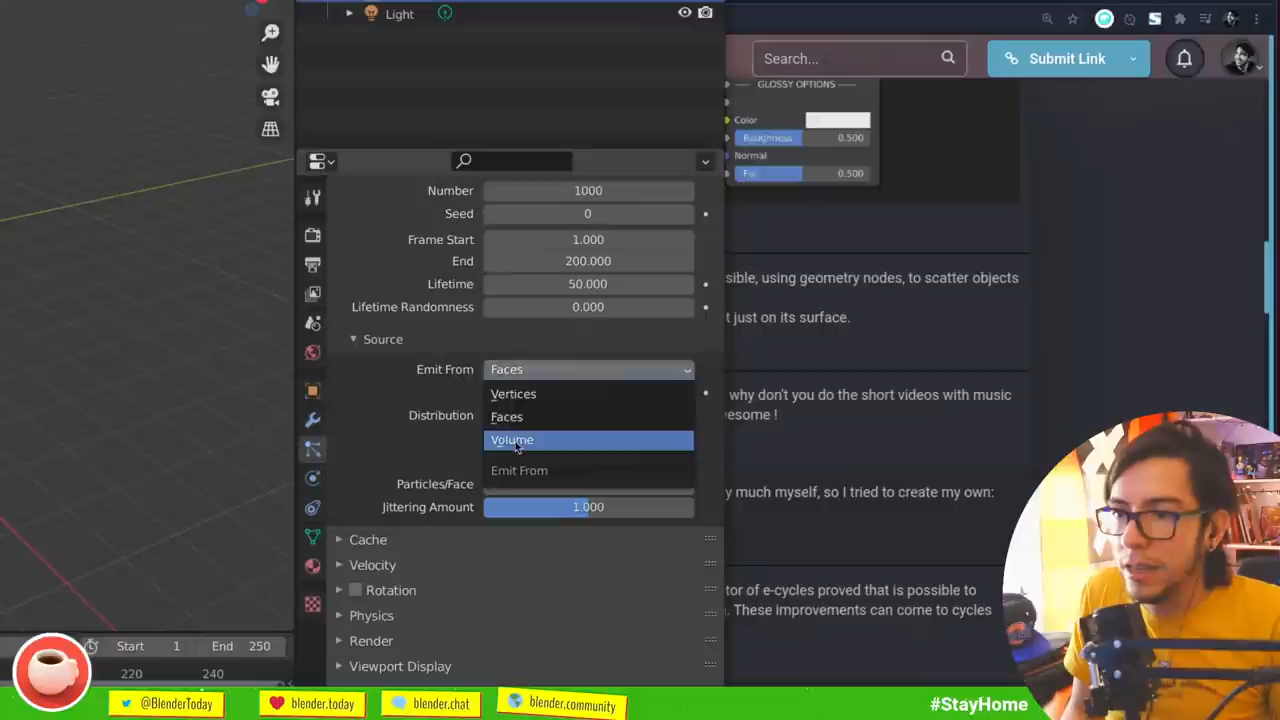 Light
Search...
Submit Link
GLOSSY OPTIONS
Color
Roughness 0.500
Normal
Fac 0.500
Number 1000
Seed 0
Frame Start 1.000
End 200.000
Lifetime 50.000
Lifetime Randomness 0.000
Source
Emit From Faces
Vertices
Faces
Volume
Emit From
Distribution
Particles/Face
Jittering Amount 1.000
Cache
Velocity
Rotation
Physics
Render
Viewport Display
sible, using geometry nodes, to scatter objects
t just on its surface.
why don't you do the short videos with music
esome !
y much myself, so I tried to create my own:
tor of e-cycles proved that is possible to
. These improvements can come to cycles
Start 1 End 250
220 240
@BlenderToday
blender.today
blender.chat
blender.community
#StayHome